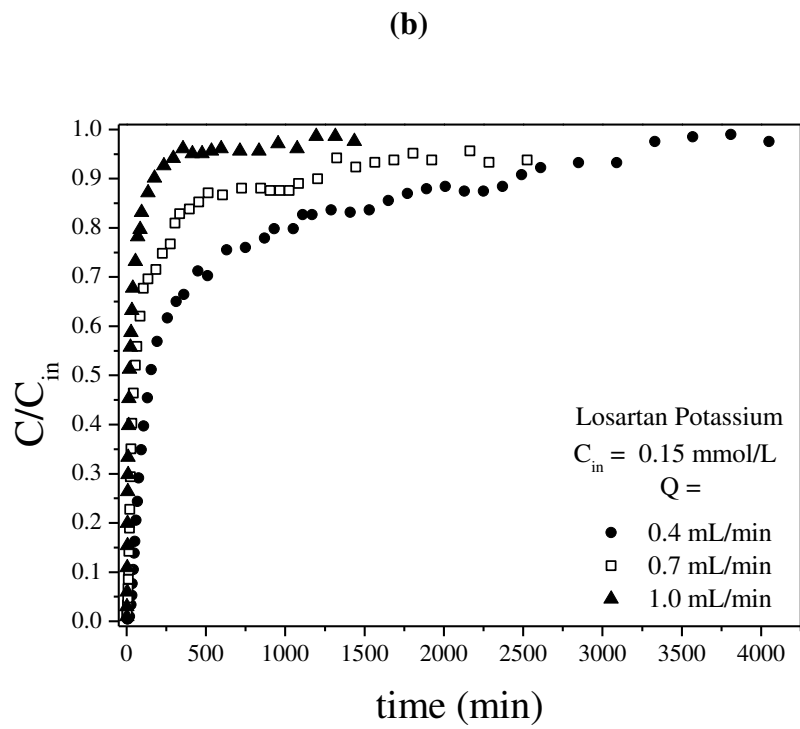 (b)
1.0
0.9
0.8
0.7
0.6
0.5
0.4
0.3
0.2
0.1
0.0
C/C_in
Losartan Potassium
C_in = 0.15 mmol/L
Q =
0.4 mL/min
0.7 mL/min
1.0 mL/min
0 500 1000 1500 2000 2500 3000 3500 4000
time (min)